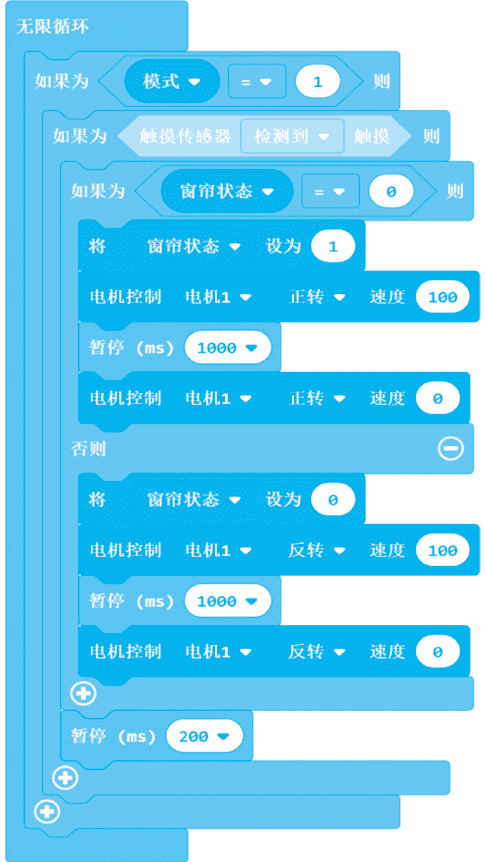 无限循环
如果为 模式 = 1 则
如果为 触摸传感器 检测到 触摸 则
如果为 窗帘状态 = 0 则
将 窗帘状态 设为 1
电机控制 电机1 正转 速度 100
暂停 (ms) 1000
电机控制 电机1 正转 速度 0
否则
将 窗帘状态 设为 0
电机控制 电机1 反转 速度 100
暂停 (ms) 1000
电机控制 电机1 反转 速度 0
暂停 (ms) 200